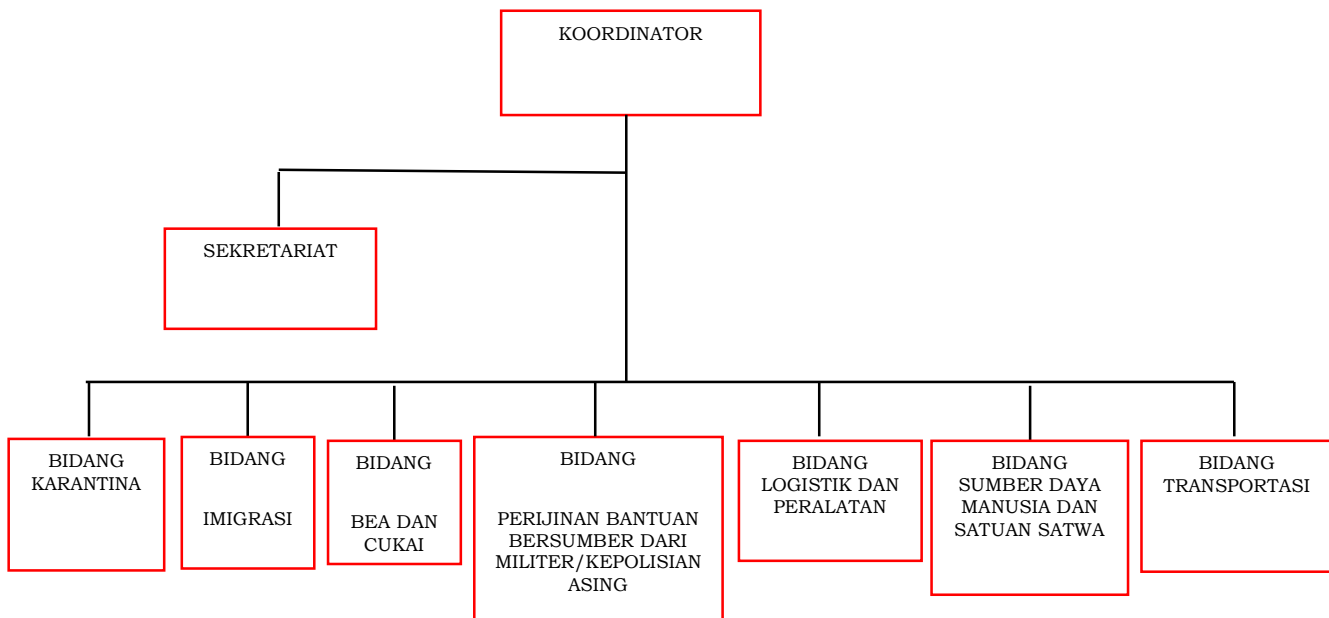 KOORDINATOR
SEKRETARIAT
BIDANG
KARANTINA
BIDANG
IMIGRASI
BIDANG
BEA DAN
CUKAI
BIDANG
PERIJINAN BANTUAN
BERSUMBER DARI
MILITER/KEPOLISIAN
ASING
BIDANG
LOGISTIK DAN
PERALATAN
BIDANG
SUMBER DAYA
MANUSIA DAN
SATUAN SATWA
BIDANG
TRANSPORTASI